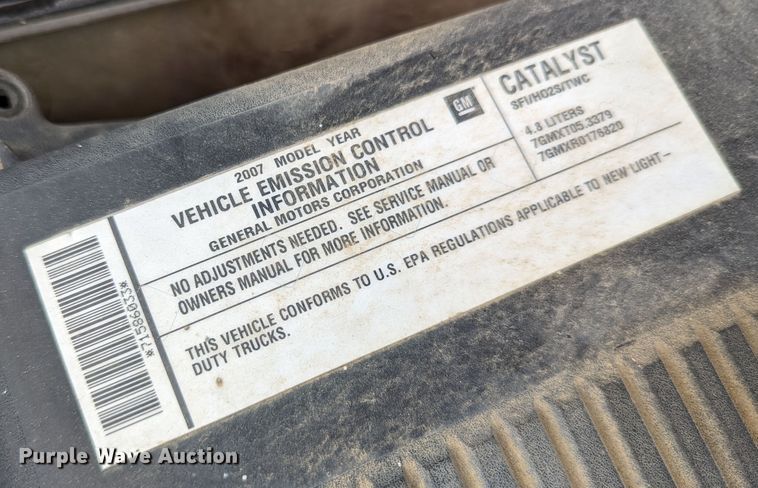 2007 MODEL YEAR
VEHICLE EMISSION CONTROL
INFORMATION
GENERAL MOTORS CORPORATION
GM
CATALYST
SFI/HO2S/TWC
4.8 LITERS
7GMXT05.3379
7GMXR0176820
NO ADJUSTMENTS NEEDED. SEE SERVICE MANUAL OR
OWNERS MANUAL FOR MORE INFORMATION.
THIS VEHICLE CONFORMS TO U.S. EPA REGULATIONS APPLICABLE TO NEW LIGHT-
DUTY TRUCKS.
*715860333*
Purple Wave Auction